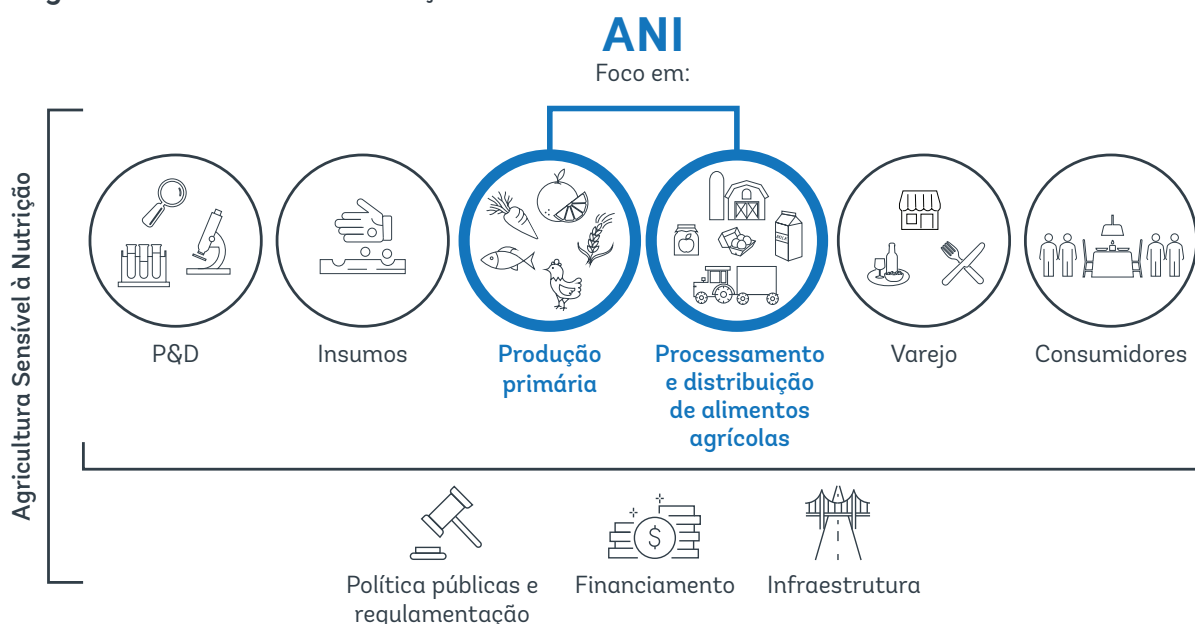 ANI
Foco em:
Agricultura Sensível à Nutrição
P&D
Insumos
Produção
primária
Processamento
e distribuição
de alimentos
agrícolas
Varejo
Consumidores
Política públicas e
regulamentação
Financiamento
Infraestrutura